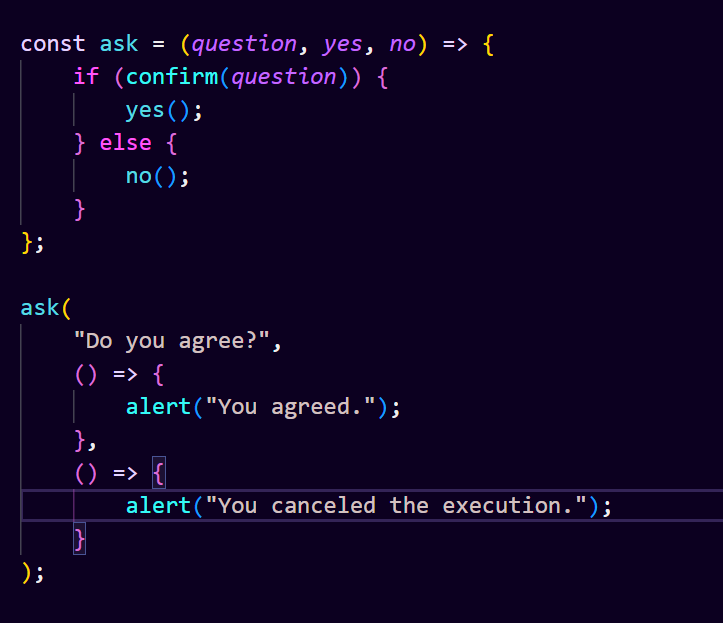 const ask = (question, yes, no) => {
    if (confirm(question)) {
        yes();
    } else {
        no();
    }
};

ask(
    "Do you agree?",
    () => {
        alert("You agreed.");
    },
    () => {
        alert("You canceled the execution.");
    }
);